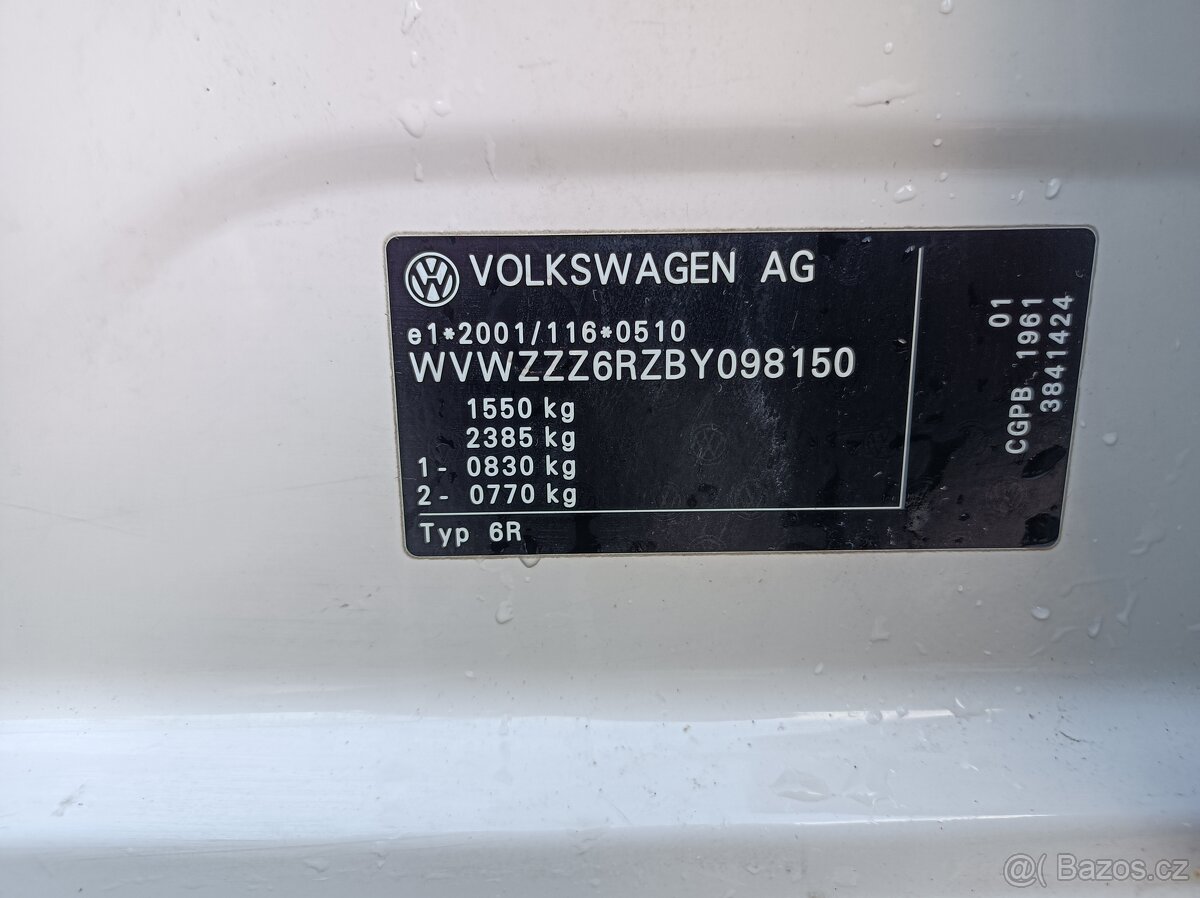 VOLKSWAGEN AG
e1*2001/116*0510
WVWZZZ6RZBY098150
1550 kg
2385 kg
1- 0830 kg
2- 0770 kg
Typ 6R
01
CGPB 1961
3841424
@( Bazos.cz